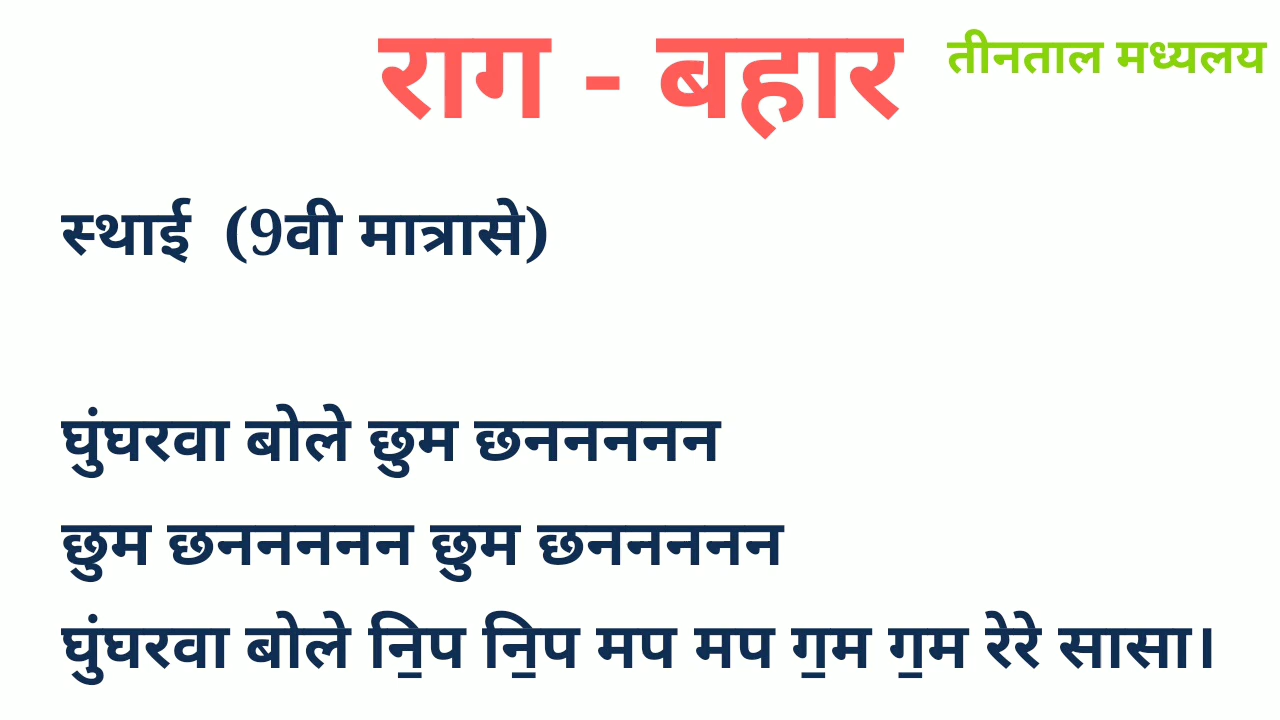 राग - बहार
तीनताल मध्यलय
स्थाई (9वी मात्रासे)
घुंघरवा बोले छुम छननननन
छुम छननननन छुम छननननन
घुंघरवा बोले नि॒प नि॒प मप मप ग॒म ग॒म रेरे सासा।